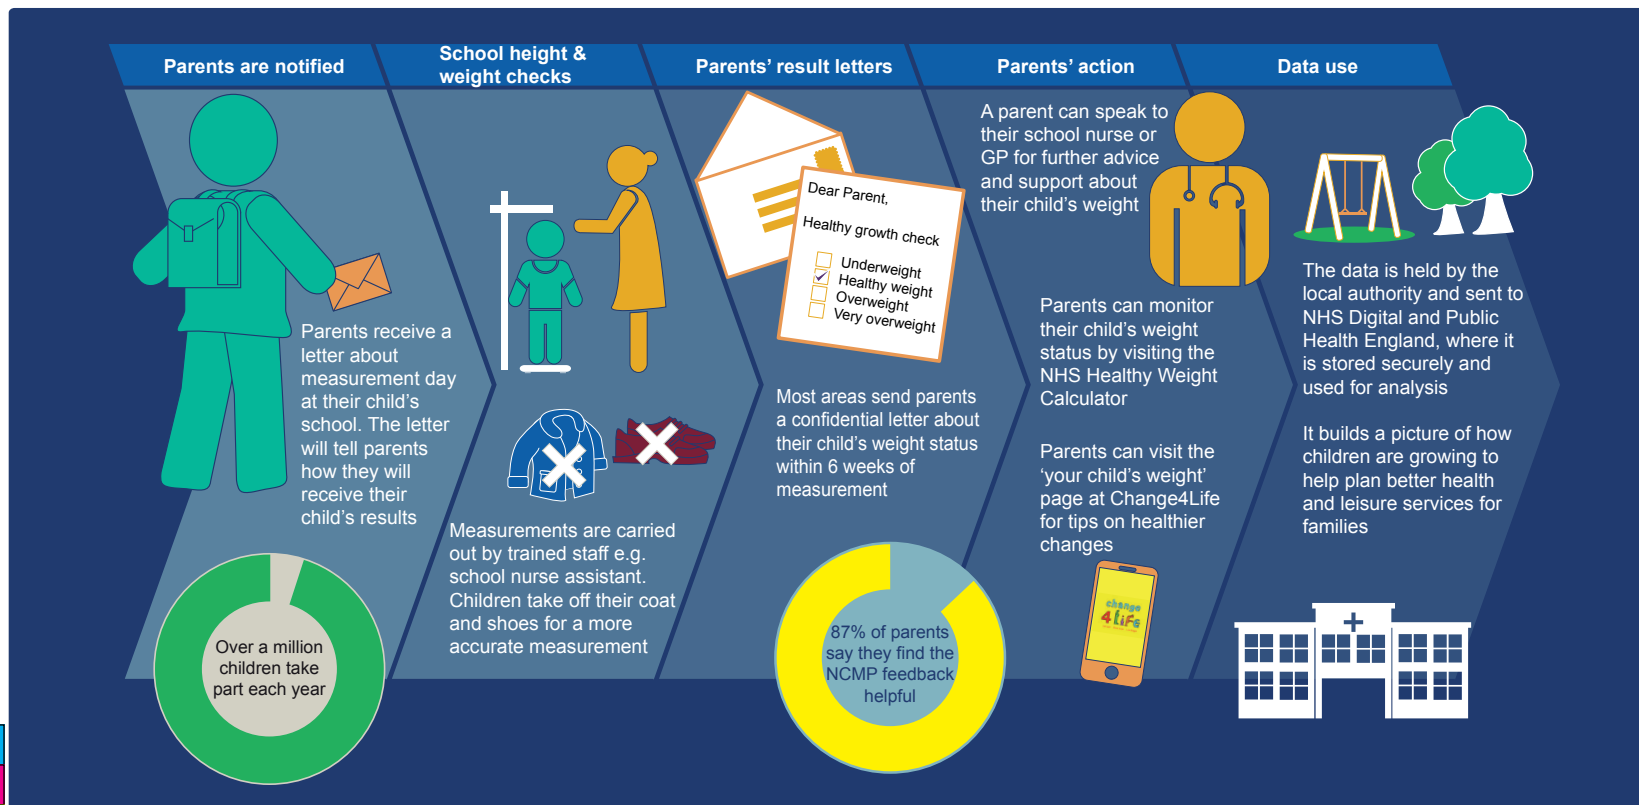 Parents are notified
School height &
weight checks
Parents' result letters
Parents' action
Data use
Parents receive a
letter about
measurement day
at their child's
school. The letter
will tell parents
how they will
receive their
child's results
Over a million
children take
part each year
Measurements are carried
out by trained staff e.g.
school nurse assistant.
Children take off their coat
and shoes for a more
accurate measurement
Dear Parent,
Healthy growth check
Underweight
Healthy weight
Overweight
Very overweight
Most areas send parents
a confidential letter about
their child's weight status
within 6 weeks of
measurement
87% of parents
say they find the
NCMP feedback
helpful
A parent can speak to
their school nurse or
GP for further advice
and support about
their child's weight
Parents can monitor
their child's weight
status by visiting the
NHS Healthy Weight
Calculator
Parents can visit the
‘your child's weight’
page at Change4Life
for tips on healthier
changes
change
4LiFe
The data is held by the
local authority and sent to
NHS Digital and Public
Health England, where it
is stored securely and
used for analysis
It builds a picture of how
children are growing to
help plan better health
and leisure services for
families